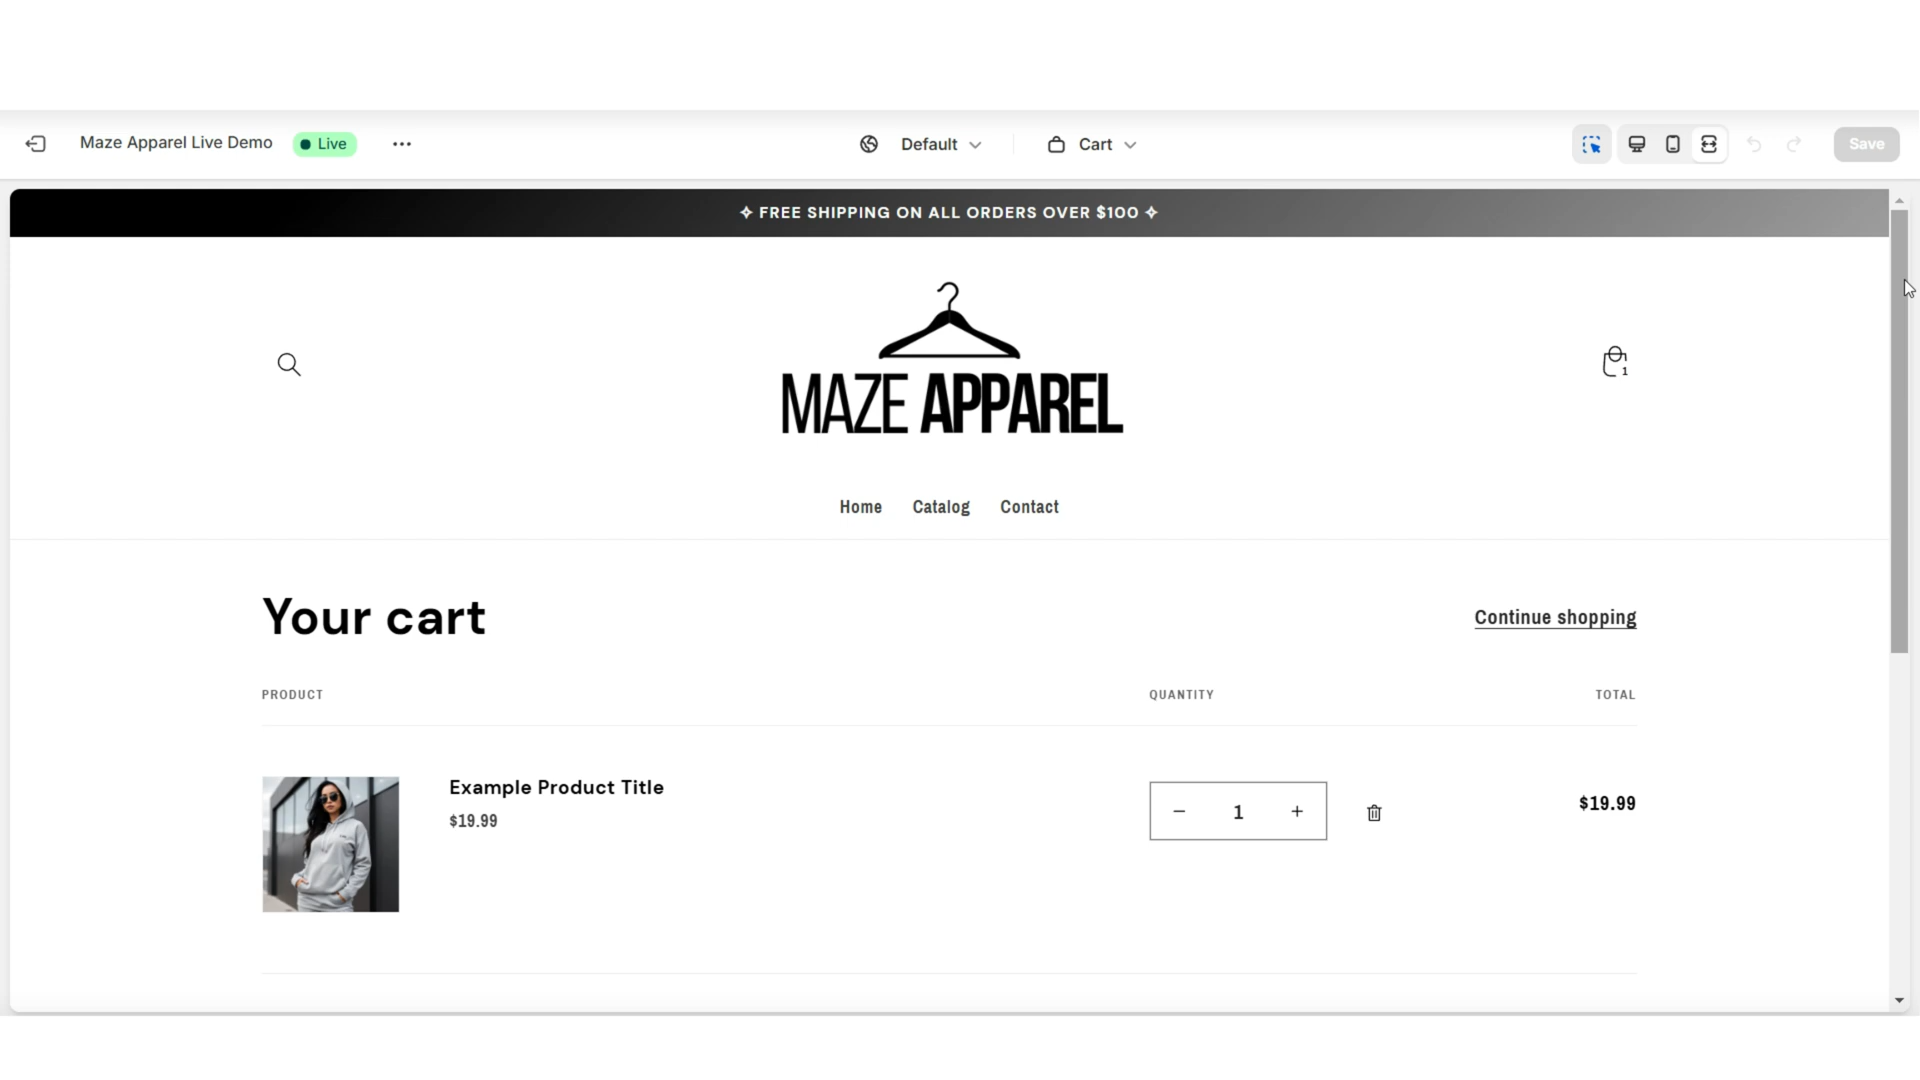 Maze Apparel Live Demo
Live
Default
Cart
Save
✧ FREE SHIPPING ON ALL ORDERS OVER $100 ✧
MAZE APPAREL
1
Home
Catalog
Contact
Your cart
Continue shopping
PRODUCT
QUANTITY
TOTAL
Example Product Title
$19.99
1
$19.99